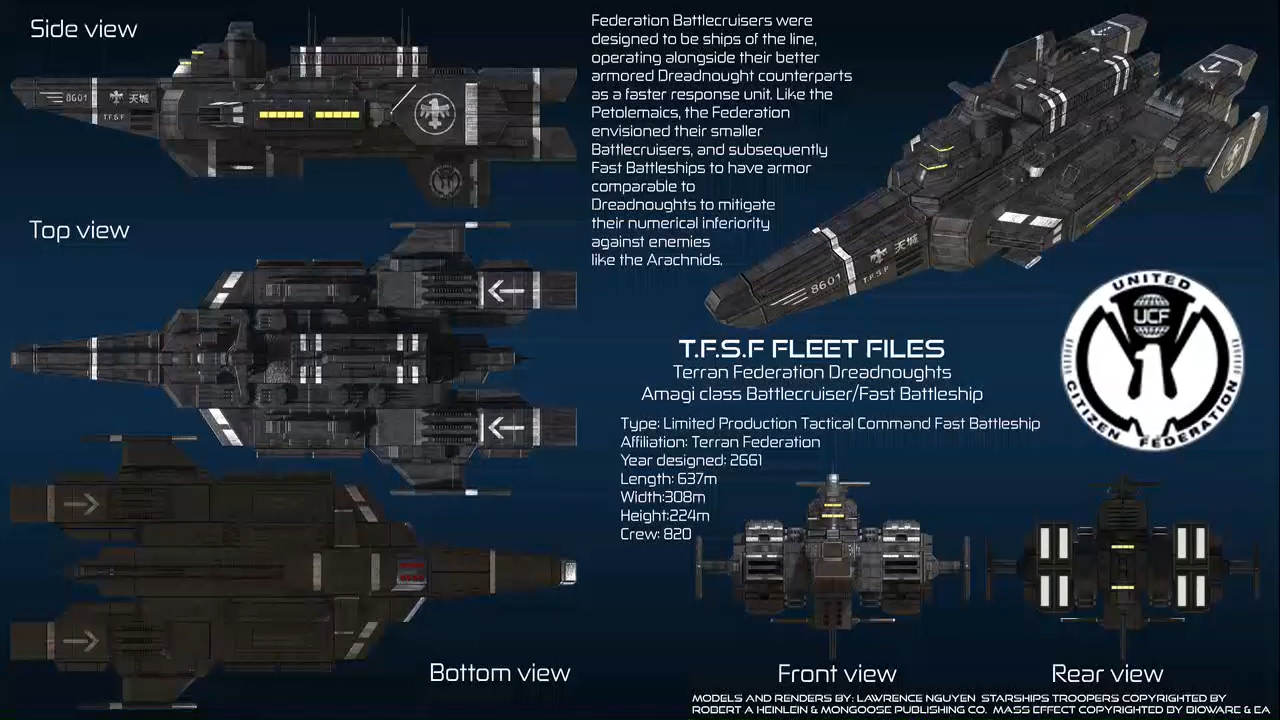 Side view
8601
天城
T.F.S.F
Federation Battlecruisers were
designed to be ships of the line,
operating alongside their better
armored Dreadnought counterparts
as a faster response unit. Like the
Petolemaics, the Federation
envisioned their smaller
Battlecruisers, and subsequently
Fast Battleships to have armor
comparable to
Dreadnoughts to mitigate
their numerical inferiority
against enemies
like the Arachnids.
8601
天城
T.F.S.F
Top view
UNITED
UCF
CITIZEN FEDERATION
T.F.S.F FLEET FILES
Terran Federation Dreadnoughts
Amagi class Battlecruiser/Fast Battleship
Type: Limited Production Tactical Command Fast Battleship
Affiliation: Terran Federation
Year designed: 2661
Length: 637m
Width:308m
Height:224m
Crew: 820
Bottom view
Front view
Rear view
MODELS AND RENDERS BY: LAWRENCE NGUYEN STARSHIPS TROOPERS COPYRIGHTED BY
ROBERT A HEINLEIN & MONGOOSE PUBLISHING CO. MASS EFFECT COPYRIGHTED BY BIOWARE & EA